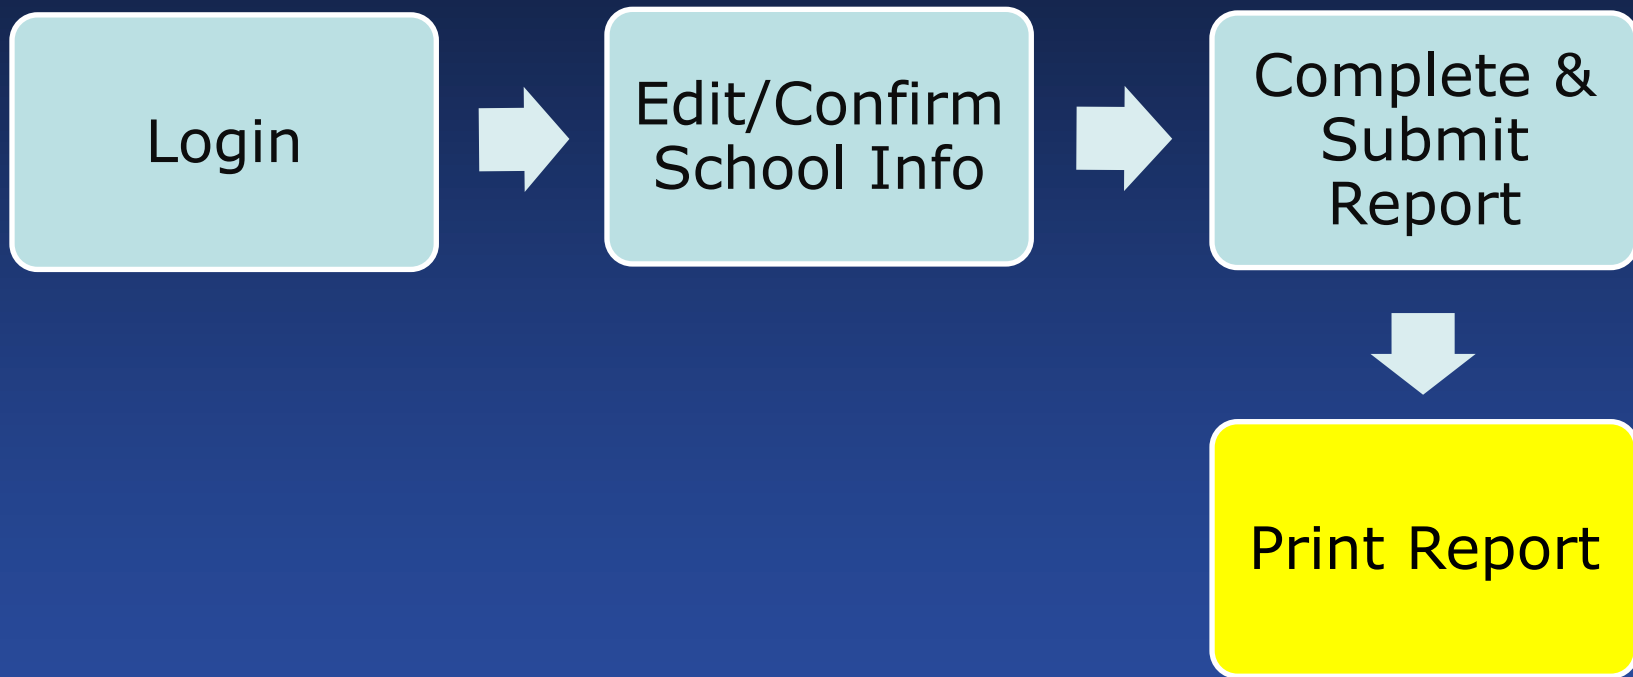 Login
Edit/Confirm
School Info
Complete &
Submit
Report
Print Report